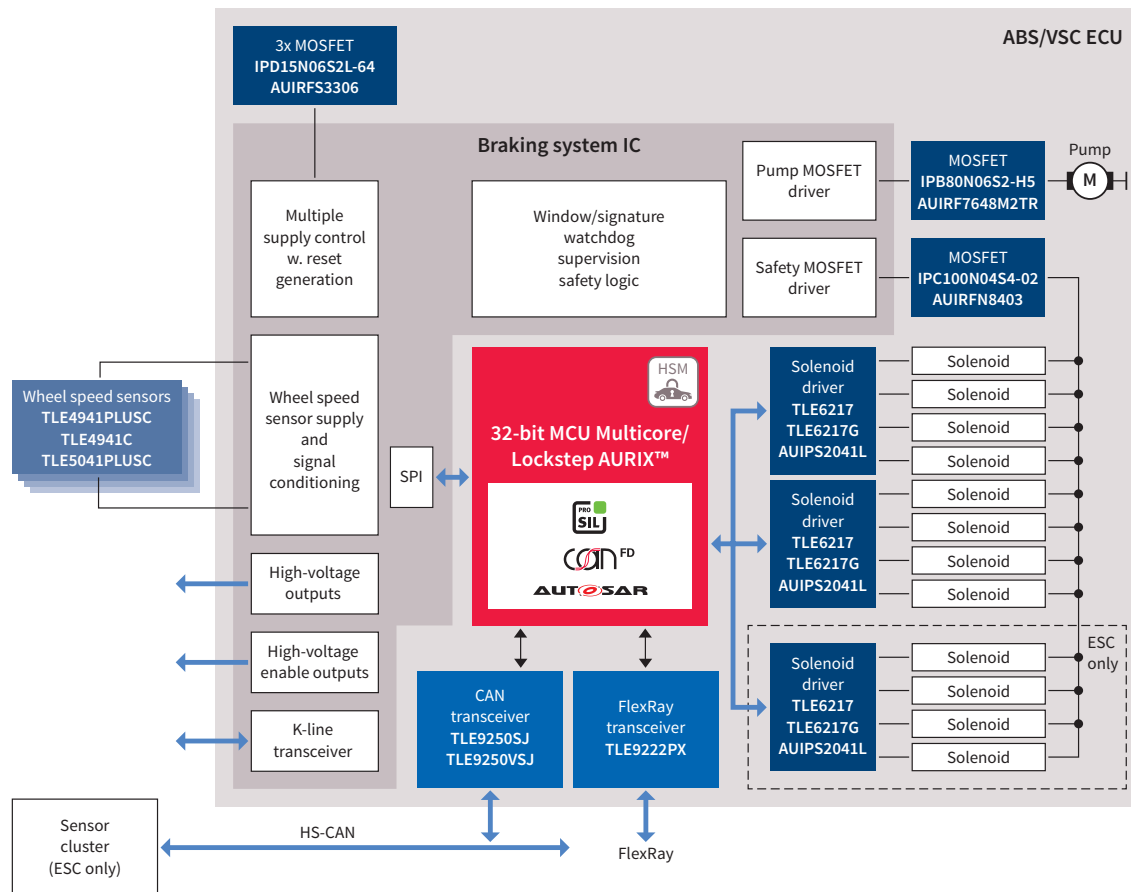 ABS/VSC ECU
3x MOSFET
IPD15N06S2L-64
AUIRFS3306
Braking system IC
Multiple
supply control
w. reset
generation
Window/signature
watchdog
supervision
safety logic
Pump MOSFET
driver
MOSFET
IPB80N06S2-H5
AUIRF7648M2TR
Pump
M
Safety MOSFET
driver
MOSFET
IPC100N04S4-02
AUIRFN8403
Wheel speed sensors
TLE4941PLUSC
TLE4941C
TLE5041PLUSC
Wheel speed
sensor supply
and
signal
conditioning
SPI
HSM
32-bit MCU Multicore/
Lockstep AURIX™
PRO
SIL
CAN FD
AUTOSAR
Solenoid
driver
TLE6217
TLE6217G
AUIPS2041L
Solenoid
Solenoid
Solenoid
Solenoid
Solenoid
driver
TLE6217
TLE6217G
AUIPS2041L
Solenoid
Solenoid
Solenoid
Solenoid
ESC
only
Solenoid
driver
TLE6217
TLE6217G
AUIPS2041L
Solenoid
Solenoid
Solenoid
Solenoid
High-voltage
outputs
High-voltage
enable outputs
K-line
transceiver
CAN
transceiver
TLE9250SJ
TLE9250VSJ
FlexRay
transceiver
TLE9222PX
Sensor
cluster
(ESC only)
HS-CAN
FlexRay